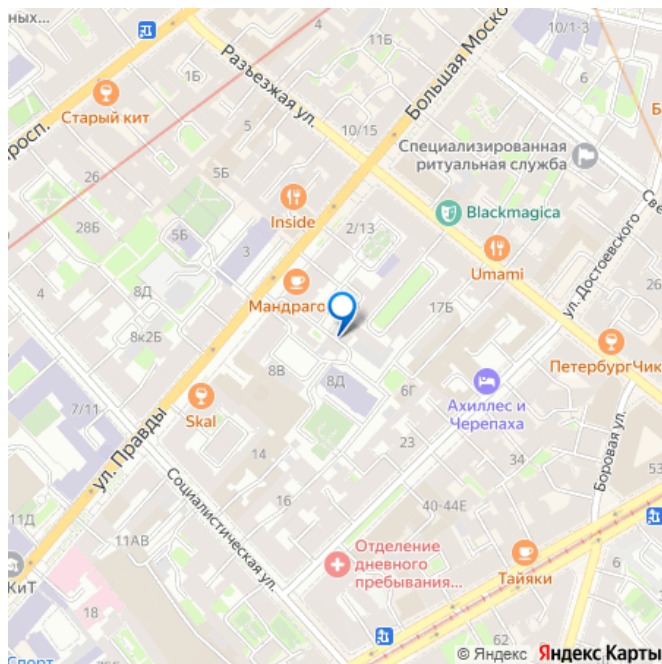 ных...
11Б
10/1-3
Большая Моско
1Б
Разъезжая ул.
Старый кит
просп.
5
10/15
Специализированная
ритуальная служба
26
5Б
Inside
Све
Blackmagica
28Б
5Б
2/13
3
Umami
ул. Достоевского
4
8Д
Мандраго
17Б
8к2Б
8В
8Д
6Г
ПетербургЧик
Ахиллес и
Черепаха
7/11
Skal
ул. Правды
23
Боровая ул.
14
34
53
Социалистическая ул.
16
40-44Е
11Д
11АВ
Отделение
дневного
пребывания...
Тайяки
6
КиТ
18
62
Спорт
© Яндекс Яндекс Карты